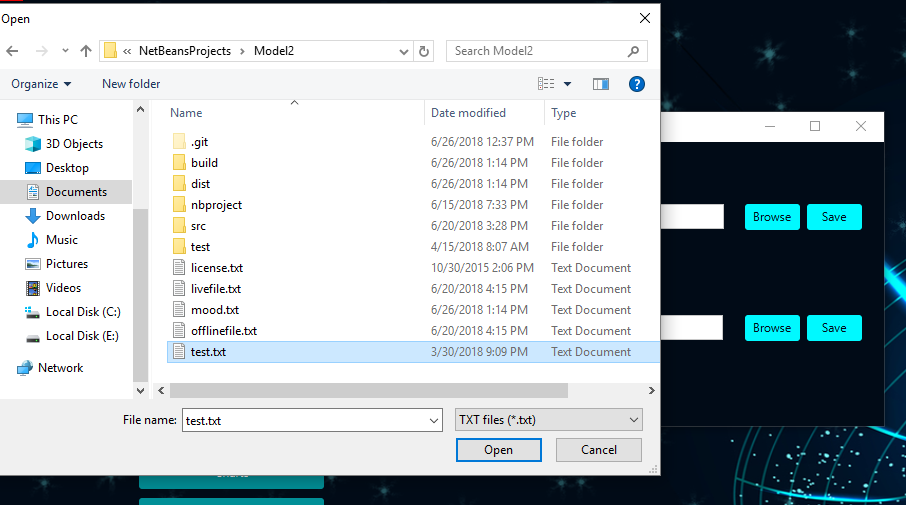 Open
NetBeansProjects
Model2
Search Model2
Organize
New folder
Name
Date modified
Type
This PC
3D Objects
Desktop
Documents
Downloads
Music
Pictures
Videos
Local Disk (C:)
Local Disk (E:)
Network
.git 6/26/2018 12:37 PM File folder
build 6/26/2018 1:14 PM File folder
dist 6/26/2018 1:14 PM File folder
nbproject 6/15/2018 7:33 PM File folder
src 6/20/2018 3:28 PM File folder
test 4/15/2018 8:07 AM File folder
license.txt 10/30/2015 2:06 PM Text Document
livefile.txt 6/20/2018 4:15 PM Text Document
mood.txt 6/26/2018 1:14 PM Text Document
offlinefile.txt 6/20/2018 4:15 PM Text Document
test.txt 3/30/2018 9:09 PM Text Document
File name: test.txt TXT files (*.txt)
Open Cancel
Browse Save
Browse Save